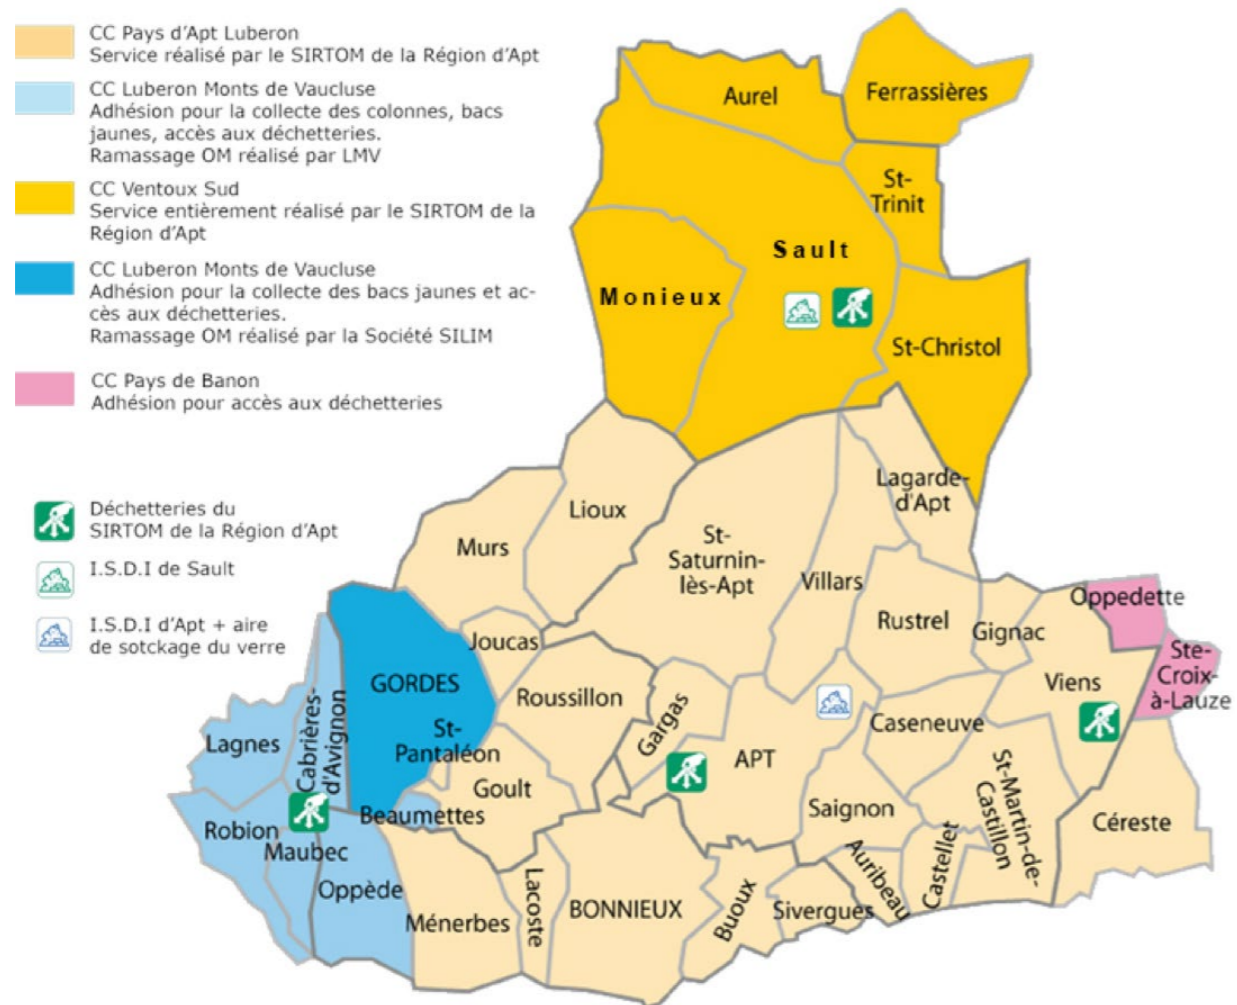 CC Pays d’Apt Luberon
Service réalisé par le SIRTOM de la Région d’Apt
CC Luberon Monts de Vaucluse
Adhésion pour la collecte des colonnes, bacs
jaunes, accès aux déchetteries.
Ramassage OM réalisé par LMV
CC Ventoux Sud
Service entièrement réalisé par le SIRTOM de la
Région d’Apt
CC Luberon Monts de Vaucluse
Adhésion pour la collecte des bacs jaunes et ac-
cès aux déchetteries.
Ramassage OM réalisé par la Société SILIM
CC Pays de Banon
Adhésion pour accès aux déchetteries
Déchetteries du
SIRTOM de la Région d’Apt
I.S.D.I de Sault
I.S.D.I d’Apt + aire
de sotckage du verre
Aurel
Ferrassières
St-
Trinit
Sault
Monieux
St-Christol
Lagarde-
d'Apt
Lioux
St-
Saturnin-
lès-Apt
Murs
Villars
Rustrel
Gignac
Oppedette
Ste-
Croix-
à-Lauze
Viens
Joucas
GORDES
Roussillon
Gargas
Caseneuve
APT
St-
Pantaléon
Goult
Lagnes
Cabrières-
d'Avignon
Beaumettes
Saignon
St-Martin-de-
Castillon
Céreste
Robion
Maubec
Oppède
Ménerbes
Lacoste
BONNIEUX
Buoux
Sivergues
Auribeau
Castellet